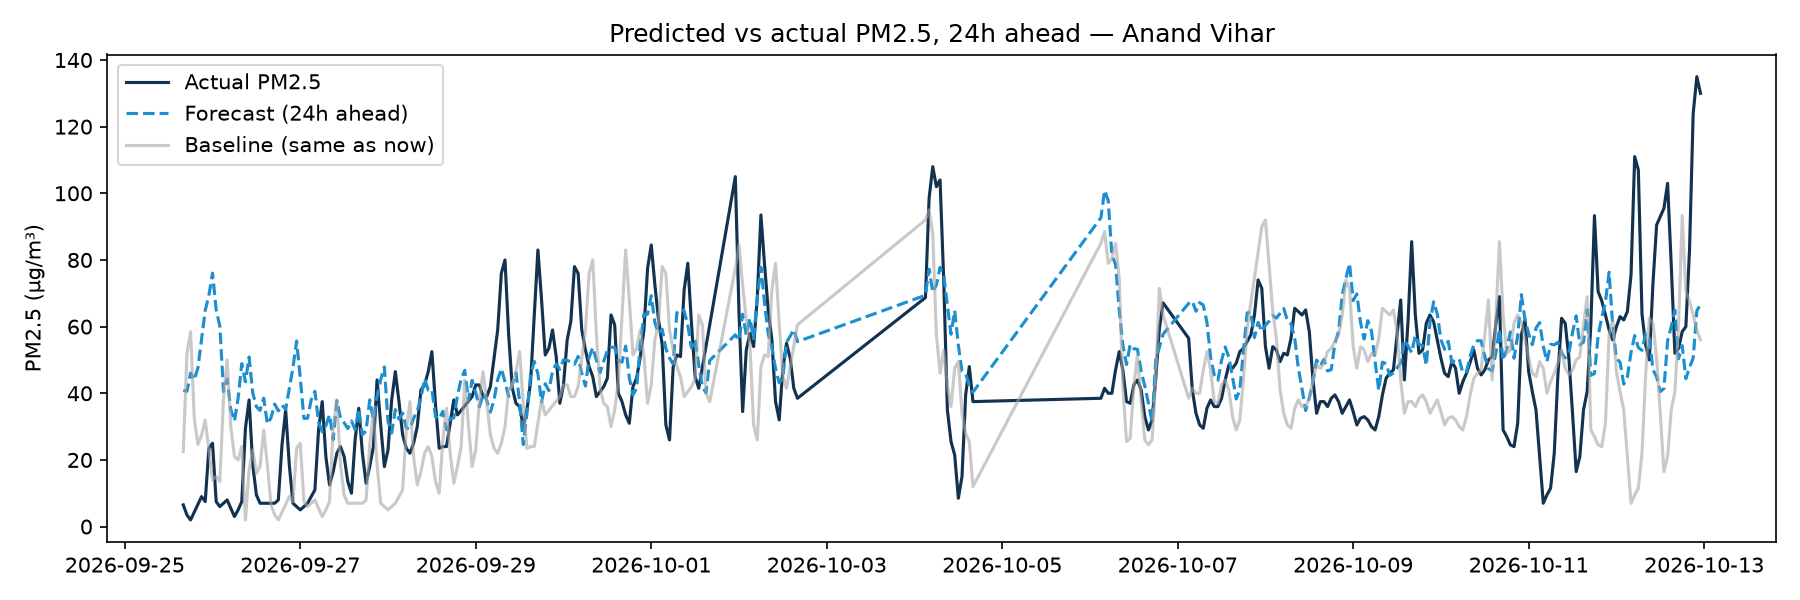 Predicted vs actual PM2.5, 24h ahead — Anand Vihar
140
120
100
80
60
40
20
0
PM2.5 (µg/m³)
Actual PM2.5
Forecast (24h ahead)
Baseline (same as now)
2026-09-25 2026-09-27 2026-09-29 2026-10-01 2026-10-03 2026-10-05 2026-10-07 2026-10-09 2026-10-11 2026-10-13